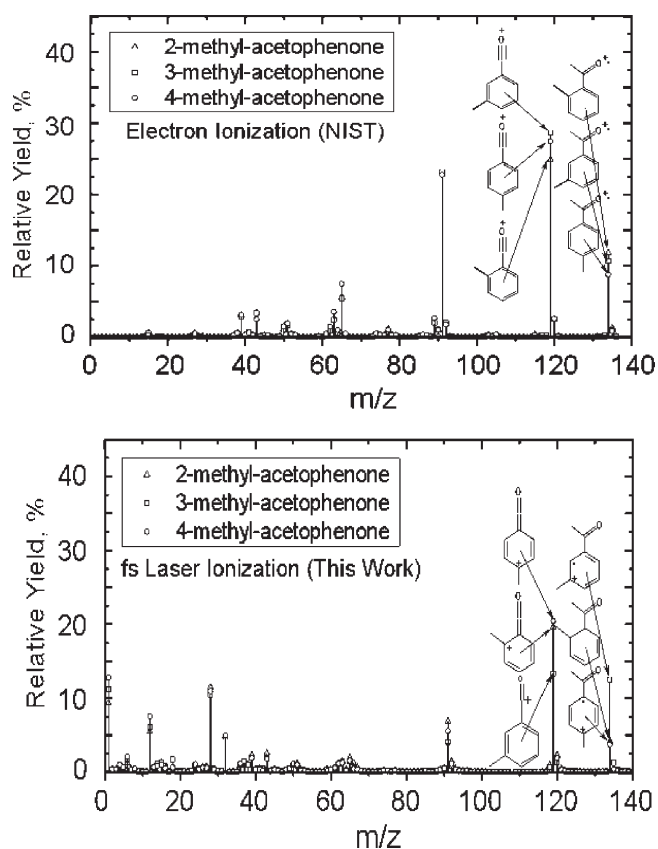 Relative Yield, %
40
30
20
10
0
2-methyl-acetophenone
3-methyl-acetophenone
4-methyl-acetophenone
Electron Ionization (NIST)
0 20 40 60 80 100 120 140
m/z
Relative Yield, %
40
30
20
10
0
2-methyl-acetophenone
3-methyl-acetophenone
4-methyl-acetophenone
fs Laser Ionization (This Work)
0 20 40 60 80 100 120 140
m/z